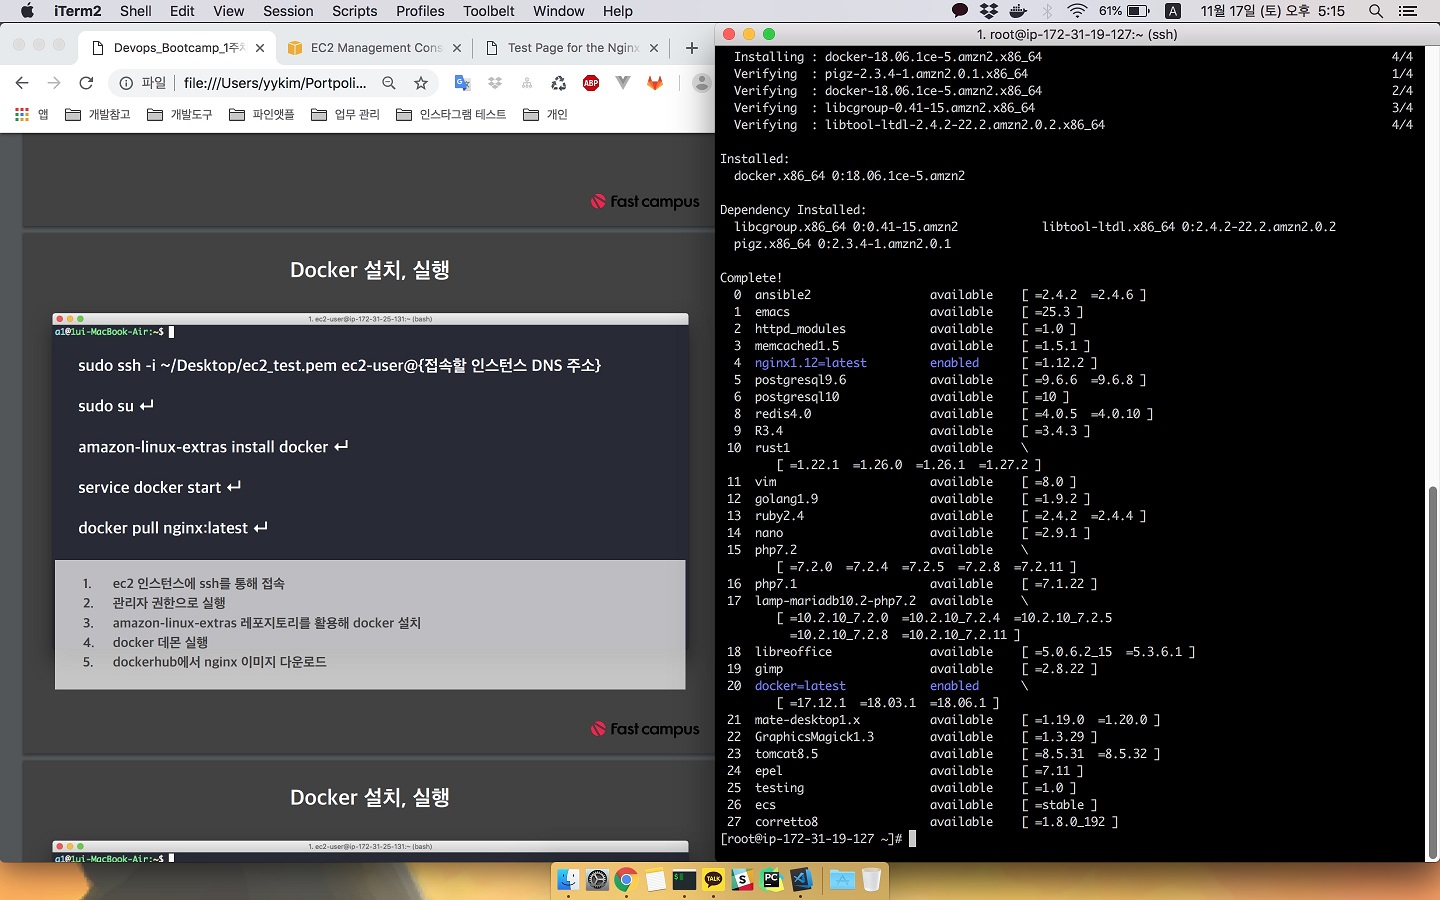 iTerm2 Shell Edit View Session Scripts Profiles Toolbelt Window Help 61% A 11월 17일 (토) 오후 5:15
Devops_Bootcamp_1주차 EC2 Management Cons Test Page for the Nginx
파일 file:///Users/yykim/Portpoli... ABP
앱 개발참고 개발도구 파인앳플 업무 관리 인스타그램 테스트 개인
Fast campus
Docker 설치, 실행
1. ec2-user@ip-172-31-25-131:~ (bash)
a1@1ui-MacBook-Air:~$
sudo ssh -i ~/Desktop/ec2_test.pem ec2-user@{접속할 인스턴스 DNS 주소}
sudo su ↵
amazon-linux-extras install docker ↵
service docker start ↵
docker pull nginx:latest ↵
1. ec2 인스턴스에 ssh를 통해 접속
2. 관리자 권한으로 실행
3. amazon-linux-extras 레포지토리를 활용해 docker 설치
4. docker 데몬 실행
5. dockerhub에서 nginx 이미지 다운로드
Fast campus
Docker 설치, 실행
1. ec2-user@ip-172-31-25-131:~ (bash)
a1@1ui-MacBook-Air:~$
1. root@ip-172-31-19-127:~ (ssh)
Installing : docker-18.06.1ce-5.amzn2.x86_64 4/4
Verifying : pigz-2.3.4-1.amzn2.0.1.x86_64 1/4
Verifying : docker-18.06.1ce-5.amzn2.x86_64 2/4
Verifying : libcgroup-0.41-15.amzn2.x86_64 3/4
Verifying : libtool-ltdl-2.4.2-22.2.amzn2.0.2.x86_64 4/4
Installed:
docker.x86_64 0:18.06.1ce-5.amzn2
Dependency Installed:
libcgroup.x86_64 0:0.41-15.amzn2 libtool-ltdl.x86_64 0:2.4.2-22.2.amzn2.0.2
pigz.x86_64 0:2.3.4-1.amzn2.0.1
Complete!
0 ansible2 available [ =2.4.2 =2.4.6 ]
1 emacs available [ =25.3 ]
2 httpd_modules available [ =1.0 ]
3 memcached1.5 available [ =1.5.1 ]
4 nginx1.12=latest enabled [ =1.12.2 ]
5 postgresql9.6 available [ =9.6.6 =9.6.8 ]
6 postgresql10 available [ =10 ]
8 redis4.0 available [ =4.0.5 =4.0.10 ]
9 R3.4 available [ =3.4.3 ]
10 rust1 available \
[ =1.22.1 =1.26.0 =1.26.1 =1.27.2 ]
11 vim available [ =8.0 ]
12 golang1.9 available [ =1.9.2 ]
13 ruby2.4 available [ =2.4.2 =2.4.4 ]
14 nano available [ =2.9.1 ]
15 php7.2 available \
[ =7.2.0 =7.2.4 =7.2.5 =7.2.8 =7.2.11 ]
16 php7.1 available [ =7.1.22 ]
17 lamp-mariadb10.2-php7.2 available \
[ =10.2.10_7.2.0 =10.2.10_7.2.4 =10.2.10_7.2.5
=10.2.10_7.2.8 =10.2.10_7.2.11 ]
18 libreoffice available [ =5.0.6.2_15 =5.3.6.1 ]
19 gimp available [ =2.8.22 ]
20 docker=latest enabled \
[ =17.12.1 =18.03.1 =18.06.1 ]
21 mate-desktop1.x available [ =1.19.0 =1.20.0 ]
22 GraphicsMagick1.3 available [ =1.3.29 ]
23 tomcat8.5 available [ =8.5.31 =8.5.32 ]
24 epel available [ =7.11 ]
25 testing available [ =1.0 ]
26 ecs available [ =stable ]
27 corretto8 available [ =1.8.0_192 ]
[root@ip-172-31-19-127 ~]#
TALK S PC